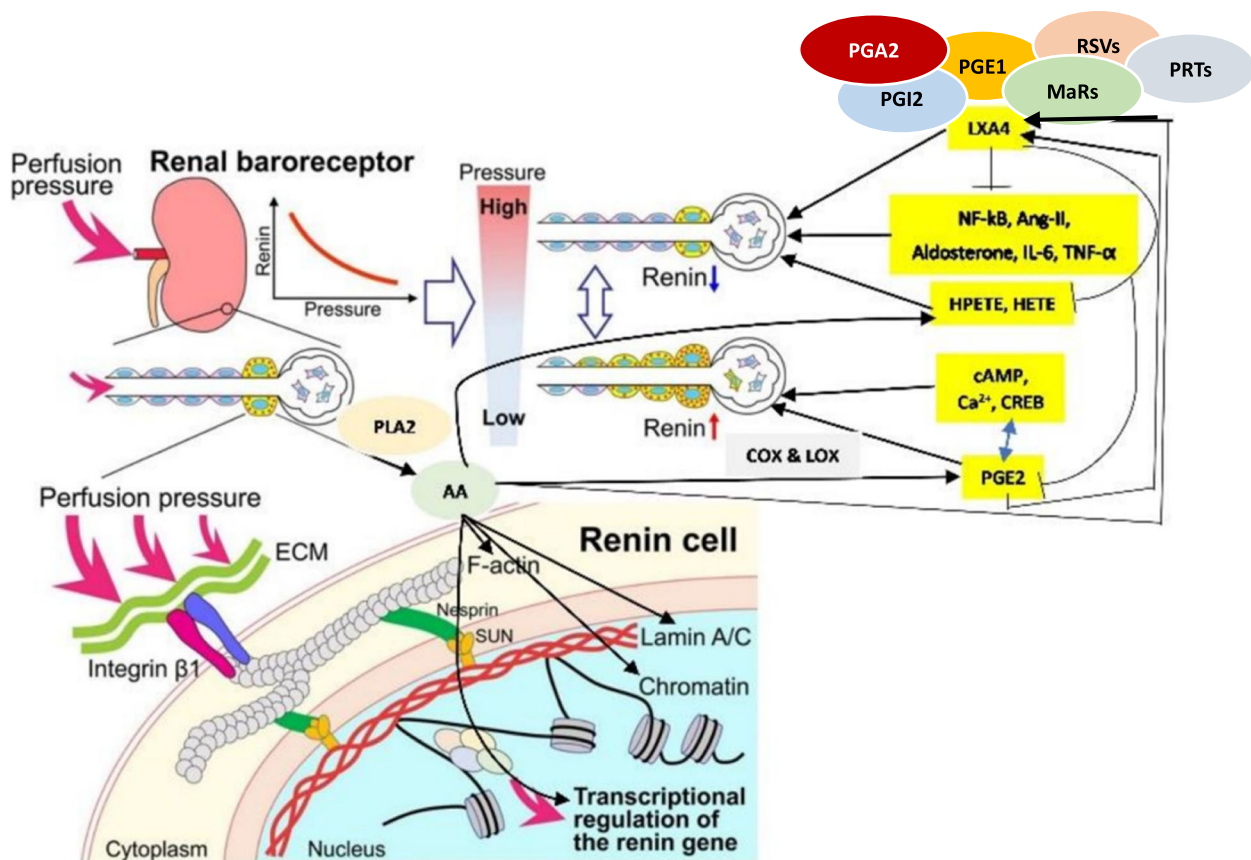 PGA2
PGE1
RSVs
PRTs
PGI2
MaRs
LXA4
Perfusion
pressure
Renal baroreceptor
Renin
Pressure
Pressure
High
Low
Renin
NF-kB, Ang-II,
Aldosterone, IL-6, TNF-α
HPETE, HETE
cAMP,
Ca²⁺, CREB
Renin
PLA2
COX & LOX
PGE2
AA
Perfusion pressure
ECM
Integrin β1
Renin cell
F-actin
Nesprin
SUN
Lamin A/C
Chromatin
Transcriptional
regulation of
the renin gene
Cytoplasm
Nucleus